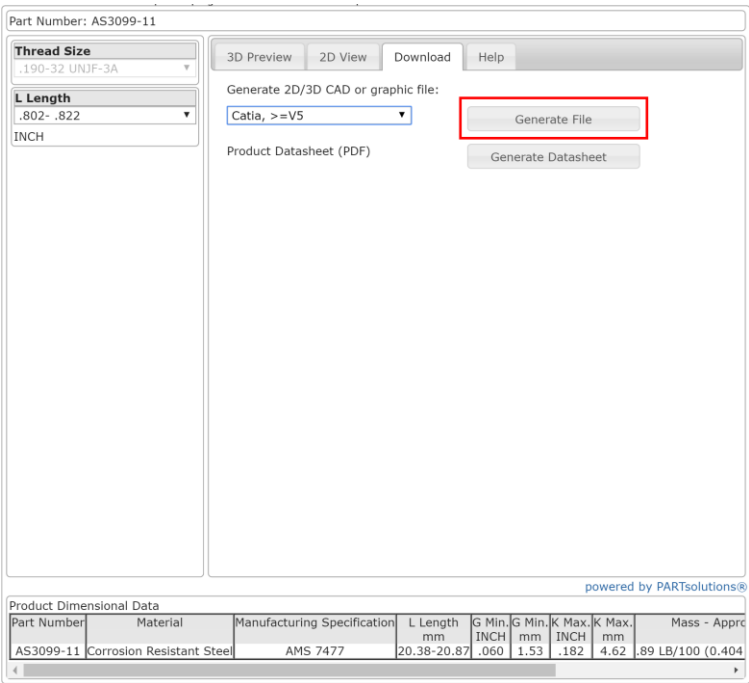 Part Number: AS3099-11
Thread Size
.190-32 UNJF-3A
L Length
.802- .822
INCH
3D Preview 2D View Download Help
Generate 2D/3D CAD or graphic file:
Catia, >=V5 Generate File
Product Datasheet (PDF) Generate Datasheet
powered by PARTsolutions®
Product Dimensional Data
Part Number Material Manufacturing Specification L Length G Min. G Min. K Max. K Max. Mass - Appro
mm INCH mm INCH mm
AS3099-11 Corrosion Resistant Steel AMS 7477 20.38-20.87 .060 1.53 .182 4.62 .89 LB/100 (0.404